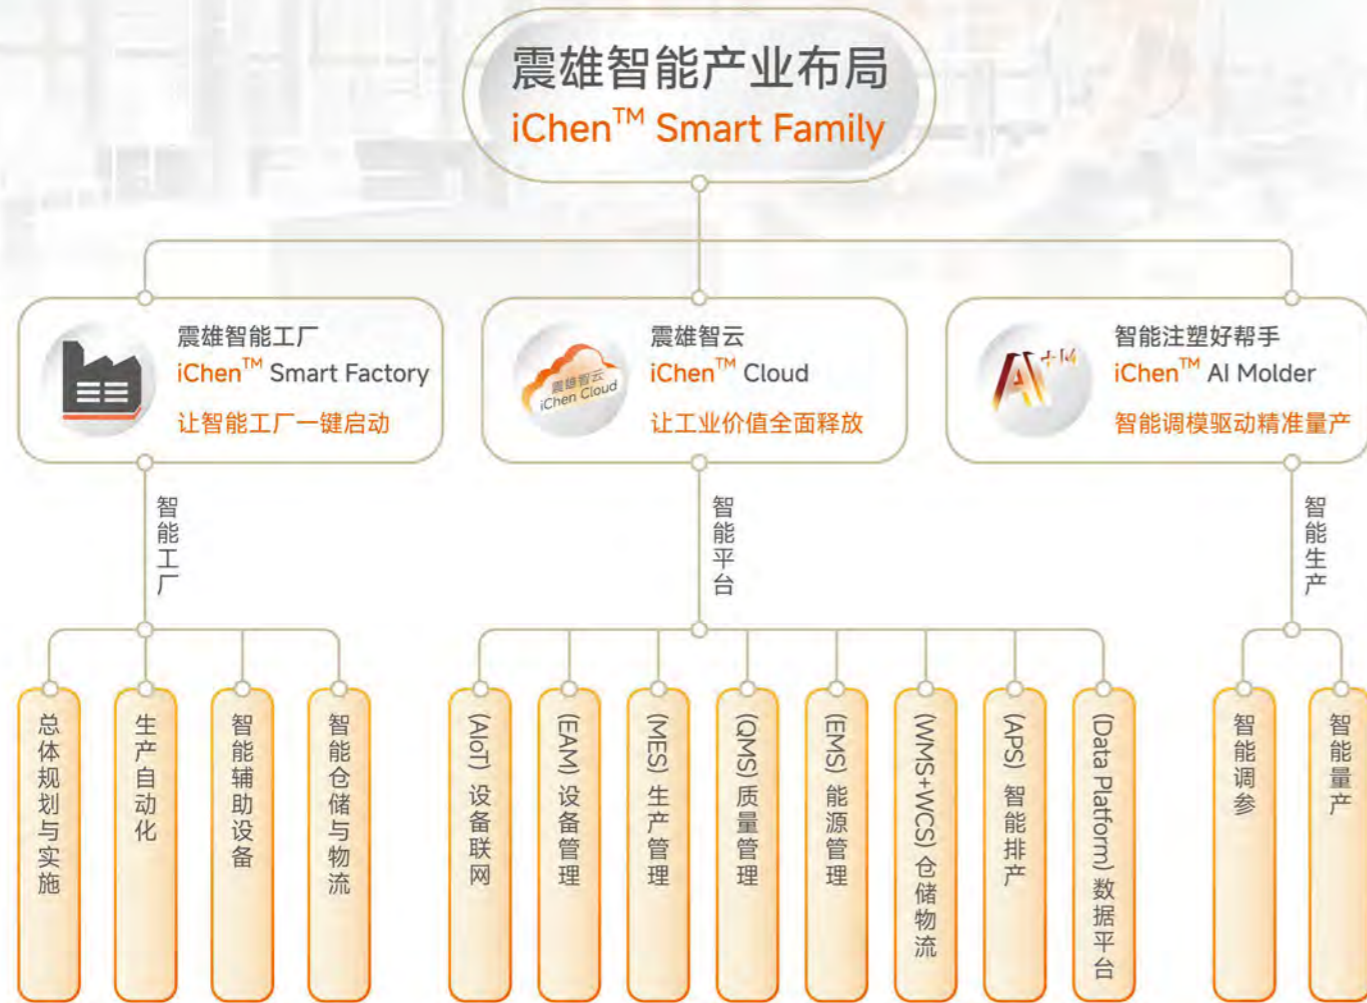 震雄智能产业布局
iChen™ Smart Family
震雄智能工厂
iChen™ Smart Factory
让智能工厂一键启动
震雄智云
iChen Cloud
震雄智云
iChen™ Cloud
让工业价值全面释放
AI+M
智能注塑好帮手
iChen™ AI Molder
智能调模驱动精准量产
智能工厂
智能平台
智能生产
总体规划与实施
生产自动化
智能辅助设备
智能仓储与物流
(AIoT) 设备联网
(EAM) 设备管理
(MES) 生产管理
(QMS) 质量管理
(EMS) 能源管理
(WMS+WCS) 仓储物流
(APS) 智能排产
(Data Platform) 数据平台
智能调参
智能量产